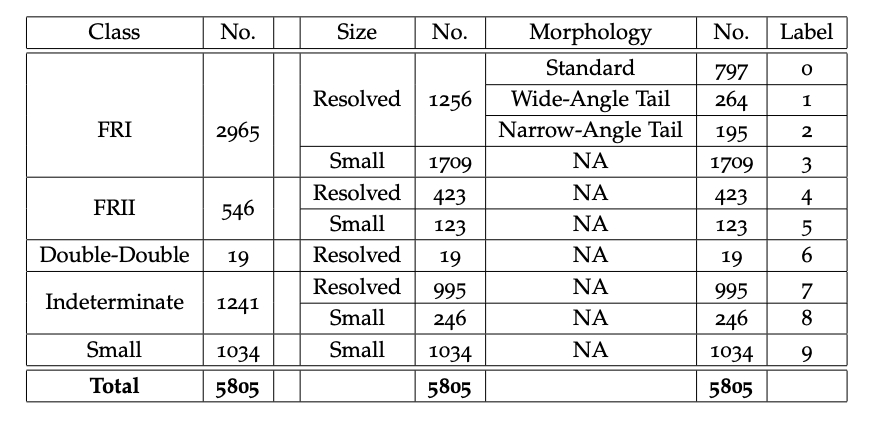 Class No. Size No. Morphology No. Label
Standard 797 0
Resolved 1256 Wide-Angle Tail 264 1
FRI 2965 Narrow-Angle Tail 195 2
Small 1709 NA 1709 3
FRII 546 Resolved 423 NA 423 4
Small 123 NA 123 5
Double-Double 19 Resolved 19 NA 19 6
Indeterminate 1241 Resolved 995 NA 995 7
Small 246 NA 246 8
Small 1034 Small 1034 NA 1034 9
Total 5805 5805 5805